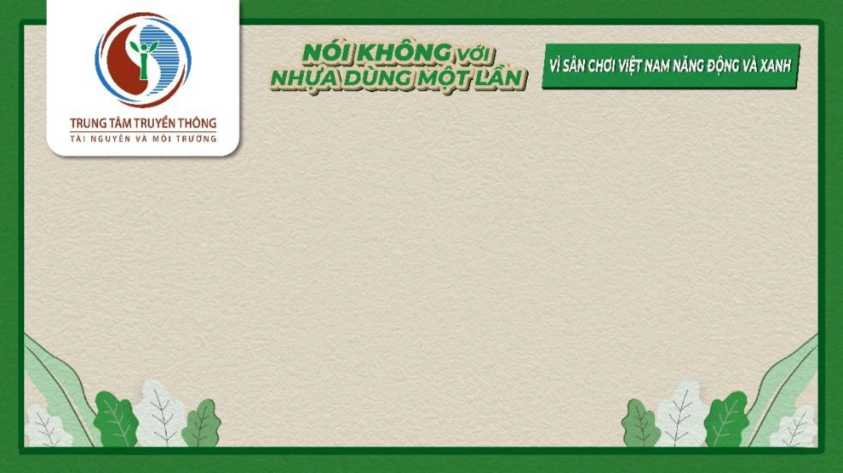 TRUNG TÂM TRUYỀN THÔNG
TÀI NGUYÊN VÀ MÔI TRƯỜNG
NÓI KHÔNG VỚI
NHỰA DÙNG MỘT LẦN
VÌ SÂN CHƠI VIỆT NAM NĂNG ĐỘNG VÀ XANH